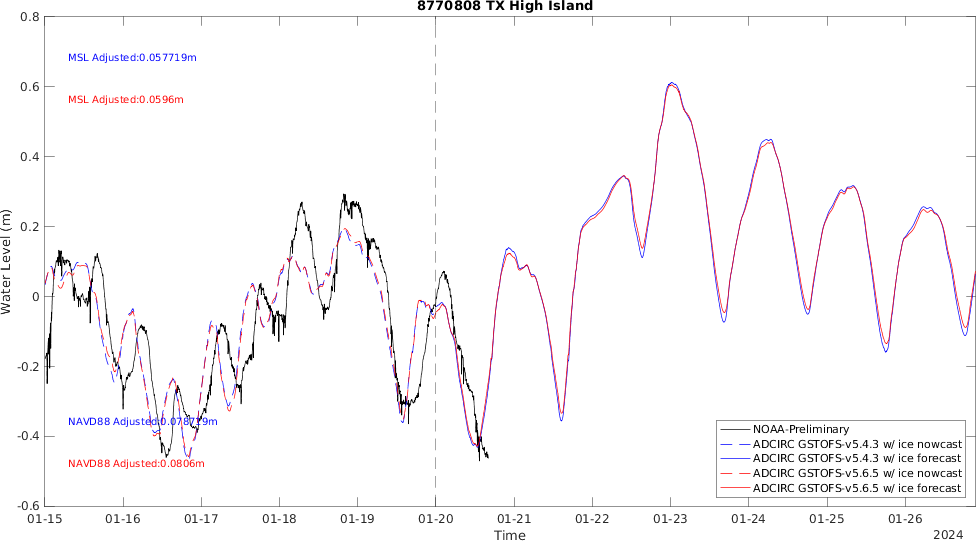 8770808 TX High Island
0.8
0.6
0.4
0.2
0
-0.2
-0.4
-0.6
Water Level (m)
MSL Adjusted:0.057719m
MSL Adjusted:0.0596m
NAVD88 Adjusted:0.078719m
NAVD88 Adjusted:0.0806m
NOAA-Preliminary
ADCIRC GSTOFS-v5.4.3 w/ ice nowcast
ADCIRC GSTOFS-v5.4.3 w/ ice forecast
ADCIRC GSTOFS-v5.6.5 w/ ice nowcast
ADCIRC GSTOFS-v5.6.5 w/ ice forecast
01-15 01-16 01-17 01-18 01-19 01-20 01-21 01-22 01-23 01-24 01-25 01-26
Time
2024